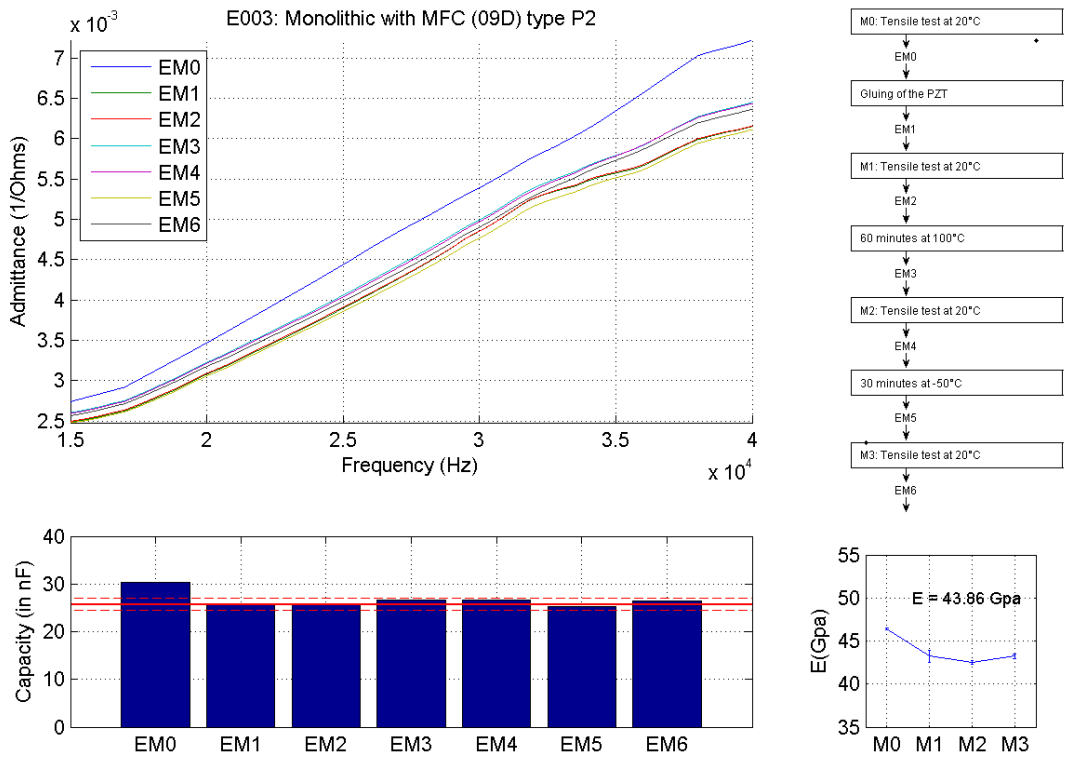 x 10^-3
E003: Monolithic with MFC (09D) type P2
Admittance (1/Ohms)
7
6.5
6
5.5
5
4.5
4
3.5
3
2.5
EM0
EM1
EM2
EM3
EM4
EM5
EM6
1.5
2
2.5
3
3.5
4
Frequency (Hz)
x 10^4
M0: Tensile test at 20°C
EM0
Gluing of the PZT
EM1
M1: Tensile test at 20°C
EM2
60 minutes at 100°C
EM3
M2: Tensile test at 20°C
EM4
30 minutes at -50°C
EM5
M3: Tensile test at 20°C
EM6
Capacity (in nF)
40
30
20
10
0
EM0
EM1
EM2
EM3
EM4
EM5
EM6
E(Gpa)
55
50
45
40
35
E = 43.86 Gpa
M0
M1
M2
M3